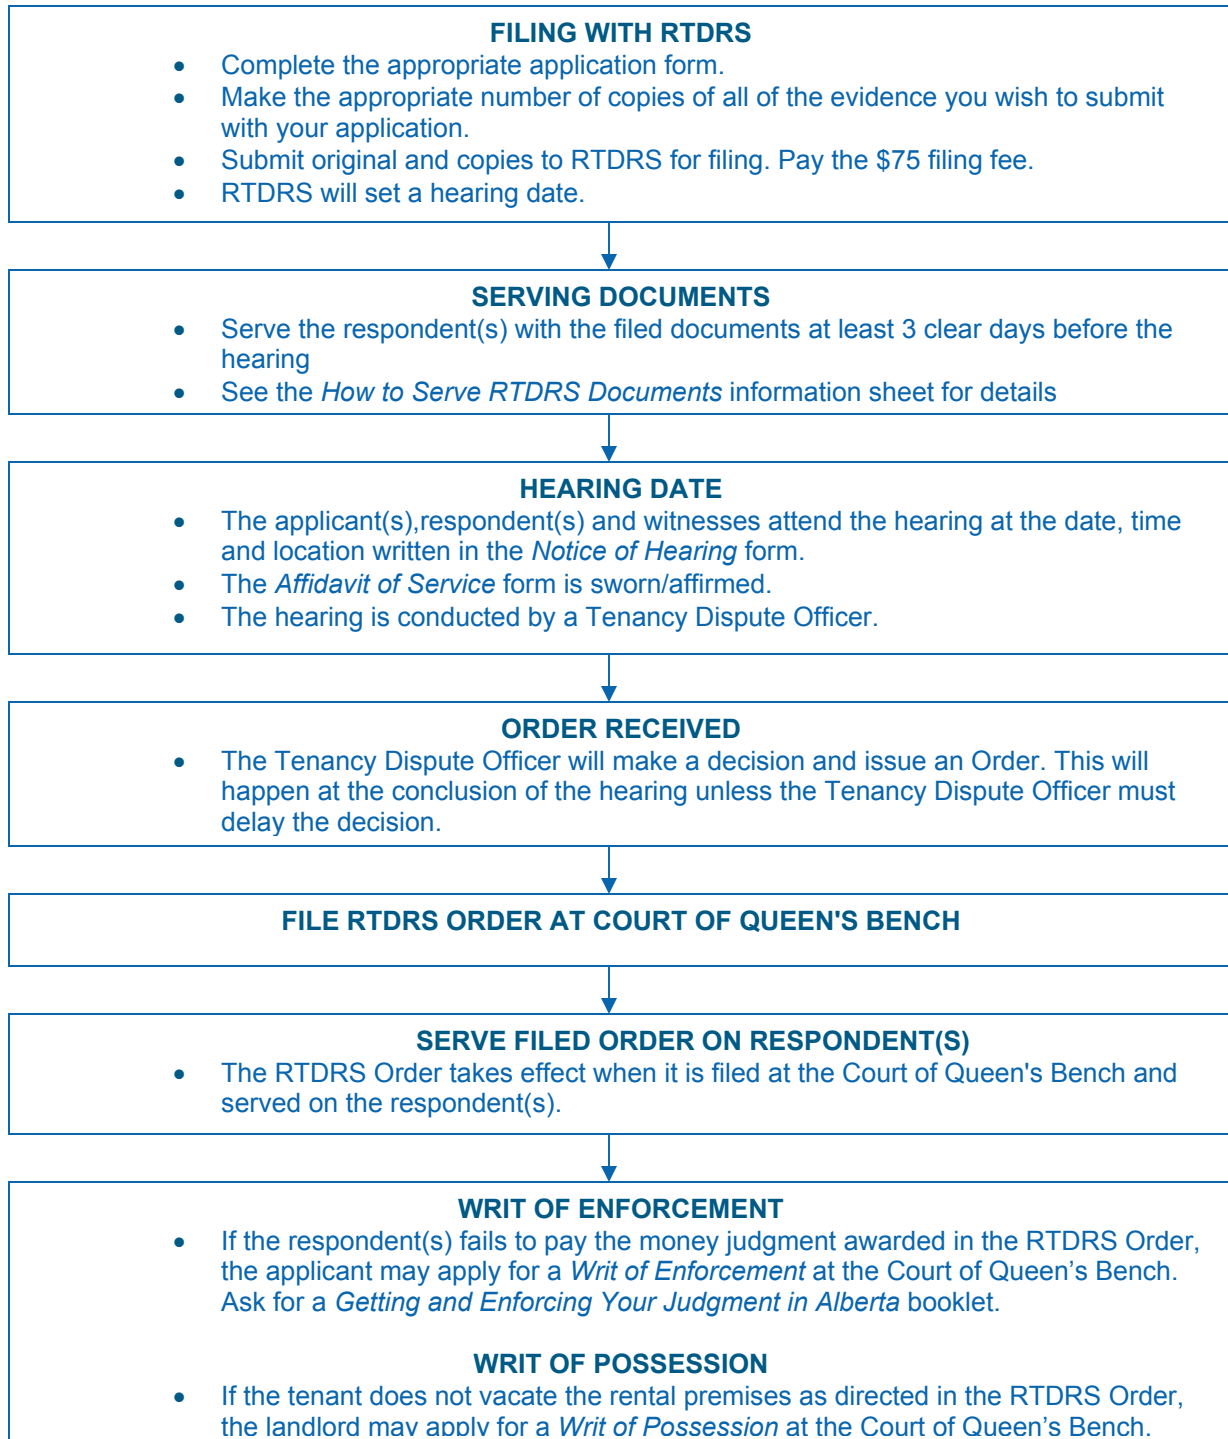 FILING WITH RTDRS
• Complete the appropriate application form.
• Make the appropriate number of copies of all of the evidence you wish to submit
with your application.
• Submit original and copies to RTDRS for filing. Pay the $75 filing fee.
• RTDRS will set a hearing date.
SERVING DOCUMENTS
• Serve the respondent(s) with the filed documents at least 3 clear days before the
hearing
• See the How to Serve RTDRS Documents information sheet for details
HEARING DATE
• The applicant(s),respondent(s) and witnesses attend the hearing at the date, time
and location written in the Notice of Hearing form.
• The Affidavit of Service form is sworn/affirmed.
• The hearing is conducted by a Tenancy Dispute Officer.
ORDER RECEIVED
• The Tenancy Dispute Officer will make a decision and issue an Order. This will
happen at the conclusion of the hearing unless the Tenancy Dispute Officer must
delay the decision.
FILE RTDRS ORDER AT COURT OF QUEEN'S BENCH
SERVE FILED ORDER ON RESPONDENT(S)
• The RTDRS Order takes effect when it is filed at the Court of Queen's Bench and
served on the respondent(s).
WRIT OF ENFORCEMENT
• If the respondent(s) fails to pay the money judgment awarded in the RTDRS Order,
the applicant may apply for a Writ of Enforcement at the Court of Queen’s Bench.
Ask for a Getting and Enforcing Your Judgment in Alberta booklet.
WRIT OF POSSESSION
• If the tenant does not vacate the rental premises as directed in the RTDRS Order,
the landlord may apply for a Writ of Possession at the Court of Queen’s Bench.